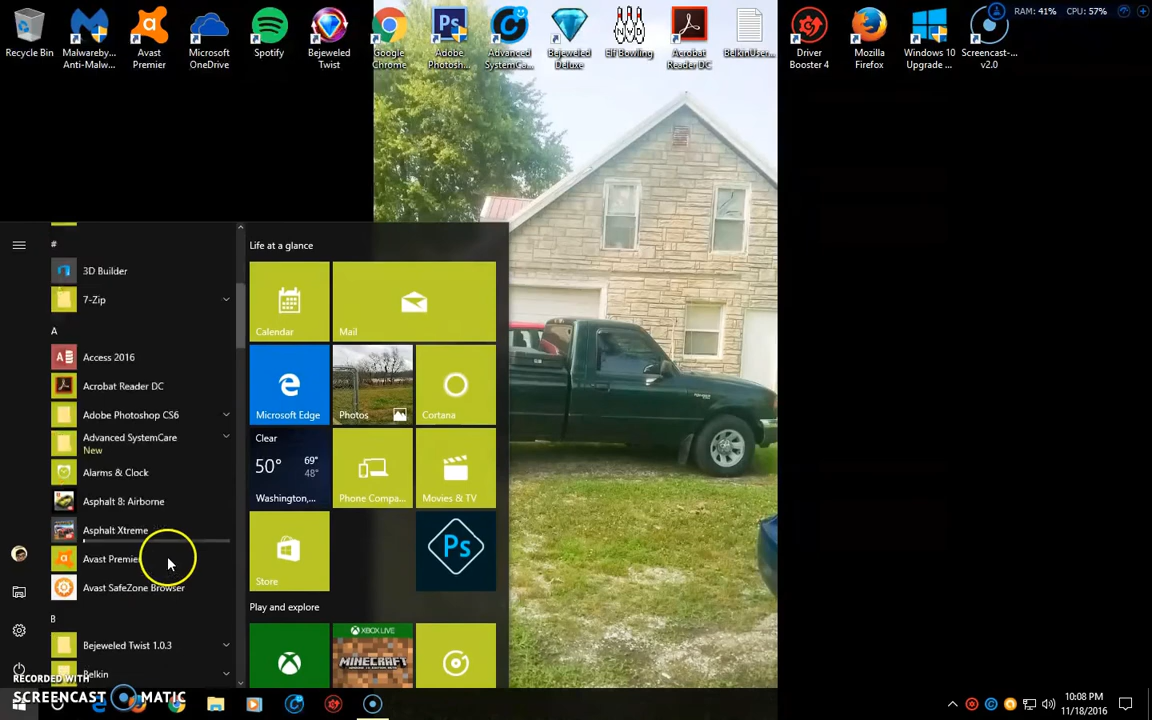 RAM: 41% CPU: 57%
Recycle Bin
Malwareby...
Anti-Malw...
Avast
Premier
Microsoft
OneDrive
Spotify
Bejeweled
Twist
Google
Chrome
Adobe
Photosh...
Advanced
SystemCa...
Bejeweled
Deluxe
Elf Bowling
Acrobat
Reader DC
BelkinUser...
Driver
Booster 4
Mozilla
Firefox
Windows 10
Upgrade ...
Screencast-...
v2.0
#
3D Builder
7-Zip
A
Access 2016
Acrobat Reader DC
Adobe Photoshop CS6
Advanced SystemCare
New
Alarms & Clock
Asphalt 8: Airborne
Asphalt Xtreme
Avast Premier
Avast SafeZone Browser
B
Bejeweled Twist 1.0.3
Belkin
Life at a glance
Calendar
Mail
Microsoft Edge
Photos
Cortana
Clear
50° 69°
48°
Washington,...
Phone Compa...
Movies & TV
Store
Ps
Play and explore
XBOX LIVE
MINECRAFT
RECORDED WITH
SCREENCAST MATIC
10:08 PM
11/18/2016